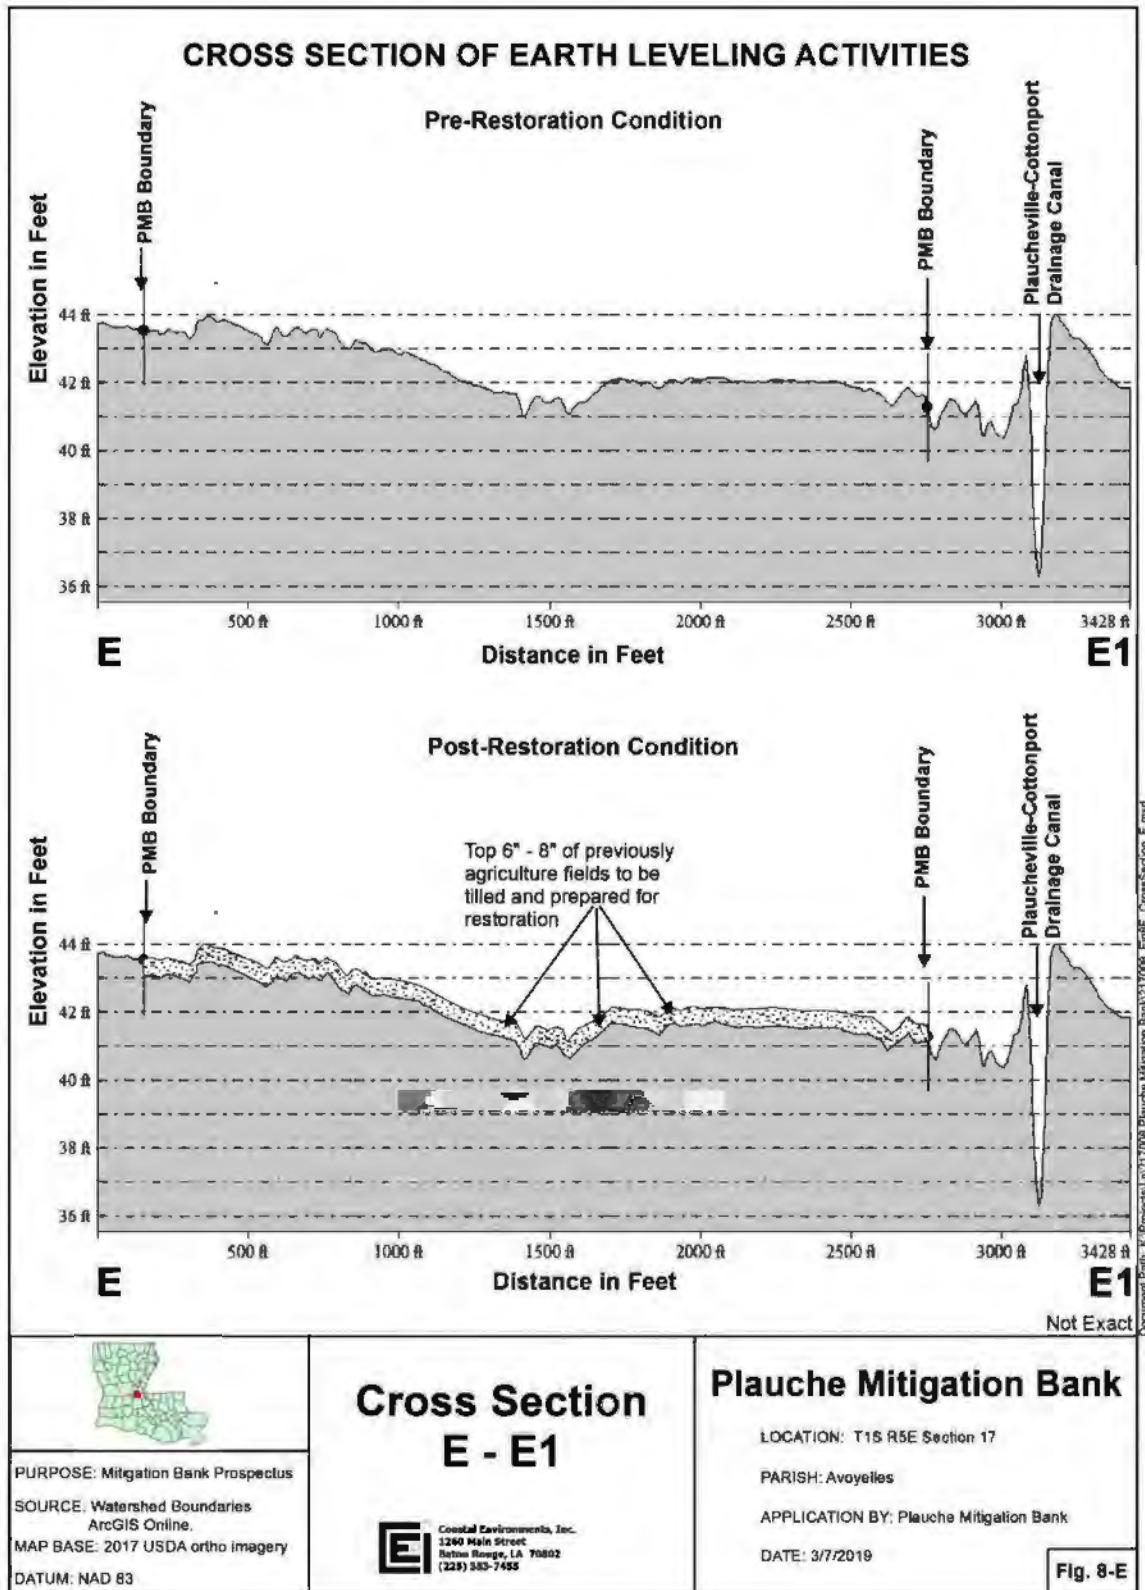 CROSS SECTION OF EARTH LEVELING ACTIVITIES
Pre-Restoration Condition
PMB Boundary
PMB Boundary
Plaucheville-Cottonport
Drainage Canal
Elevation in Feet
44 ft
42 ft
40 ft
38 ft
36 ft
500 ft
1000 ft
1500 ft
2000 ft
2500 ft
3000 ft
3428 ft
E
Distance in Feet
E1
Post-Restoration Condition
PMB Boundary
PMB Boundary
Plaucheville-Cottonport
Drainage Canal
Top 6" - 8" of previously
agriculture fields to be
tilled and prepared for
restoration
Elevation in Feet
44 ft
42 ft
40 ft
38 ft
36 ft
500 ft
1000 ft
1500 ft
2000 ft
2500 ft
3000 ft
3428 ft
E
Distance in Feet
E1
Not Exact
PURPOSE: Mitigation Bank Prospectus
SOURCE. Watershed Boundaries
ArcGIS Online.
MAP BASE: 2017 USDA ortho imagery
DATUM: NAD 83
Cross Section
E - E1
Coastal Environments, Inc.
1260 Main Street
Baton Rouge, LA 70802
(225) 383-7455
Plauche Mitigation Bank
LOCATION: T1S R5E Section 17
PARISH: Avoyelles
APPLICATION BY: Plauche Mitigation Bank
DATE: 3/7/2019
Fig. 8-E